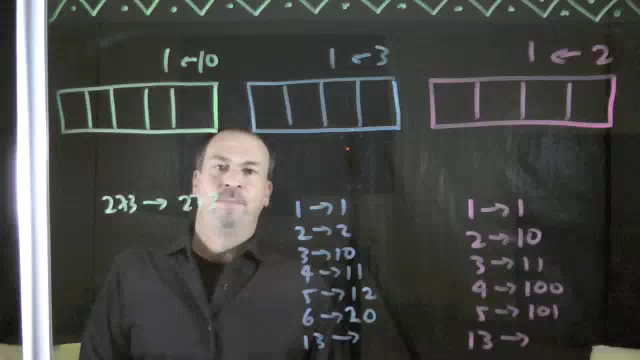 1 ← 10
1 ← 3
1 ← 2
273 → 273
1 → 1
2 → 2
3 → 10
4 → 11
5 → 12
6 → 20
13 →
1 → 1
2 → 10
3 → 11
4 → 100
5 → 101
13 →